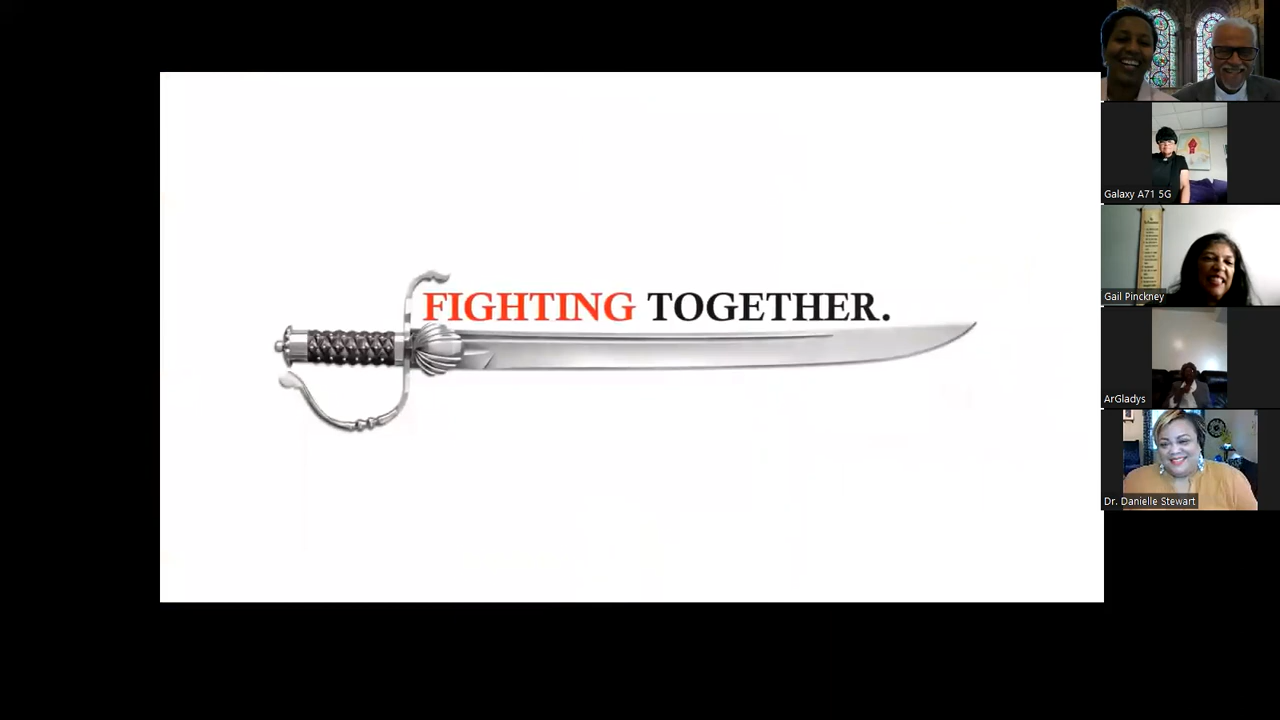 FIGHTING TOGETHER.
Galaxy A71 5G
Gail Pinckney
ArGladys
Dr. Danielle Stewart